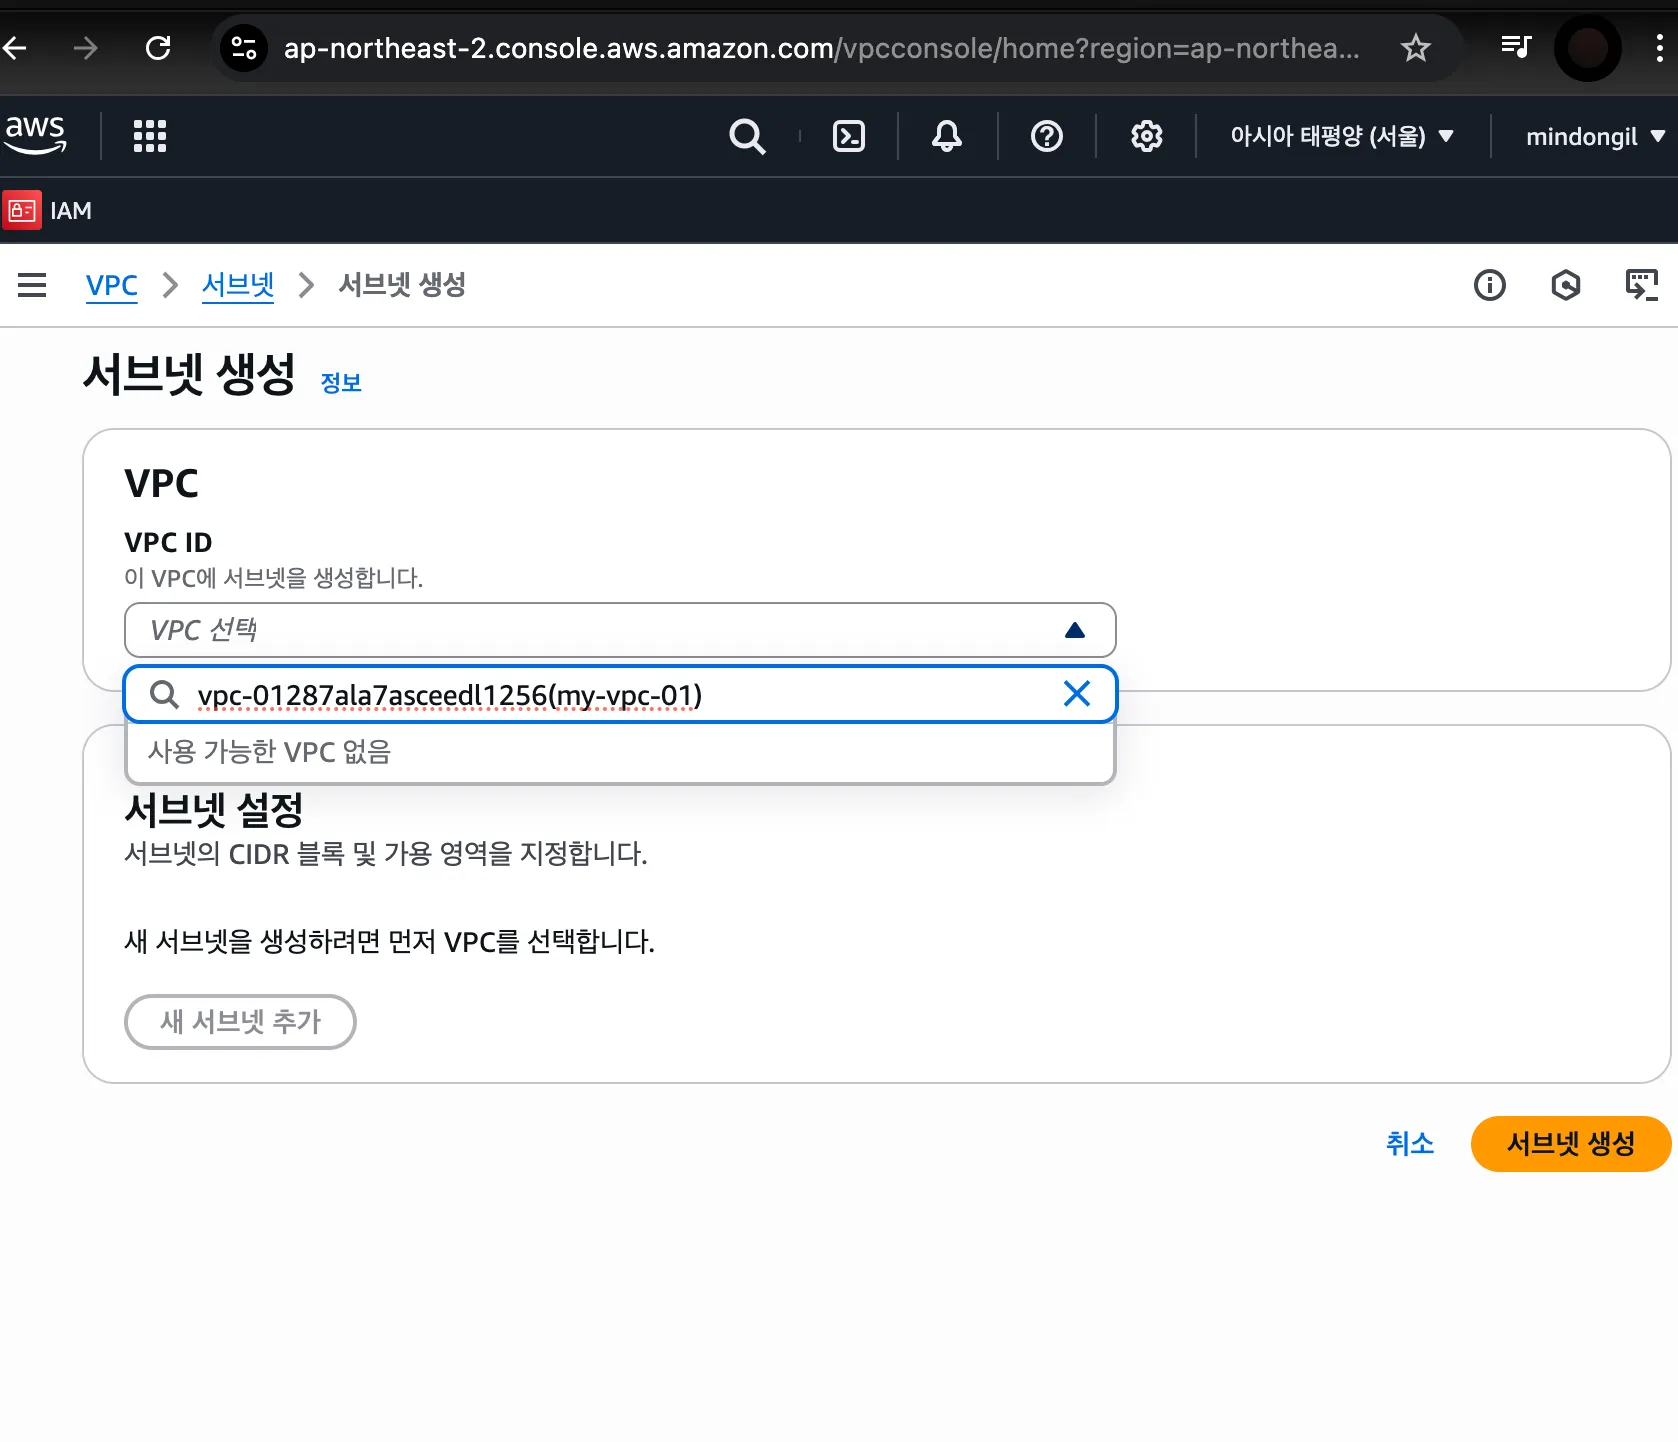 ap-northeast-2.console.aws.amazon.com/vpcconsole/home?region=ap-northea...
aws
아시아 태평양 (서울)
mindongil
IAM
VPC
서브넷
서브넷 생성
서브넷 생성 정보
VPC
VPC ID
이 VPC에 서브넷을 생성합니다.
VPC 선택
vpc-01287ala7asceedl1256(my-vpc-01)
사용 가능한 VPC 없음
서브넷 설정
서브넷의 CIDR 블록 및 가용 영역을 지정합니다.
새 서브넷을 생성하려면 먼저 VPC를 선택합니다.
새 서브넷 추가
취소
서브넷 생성